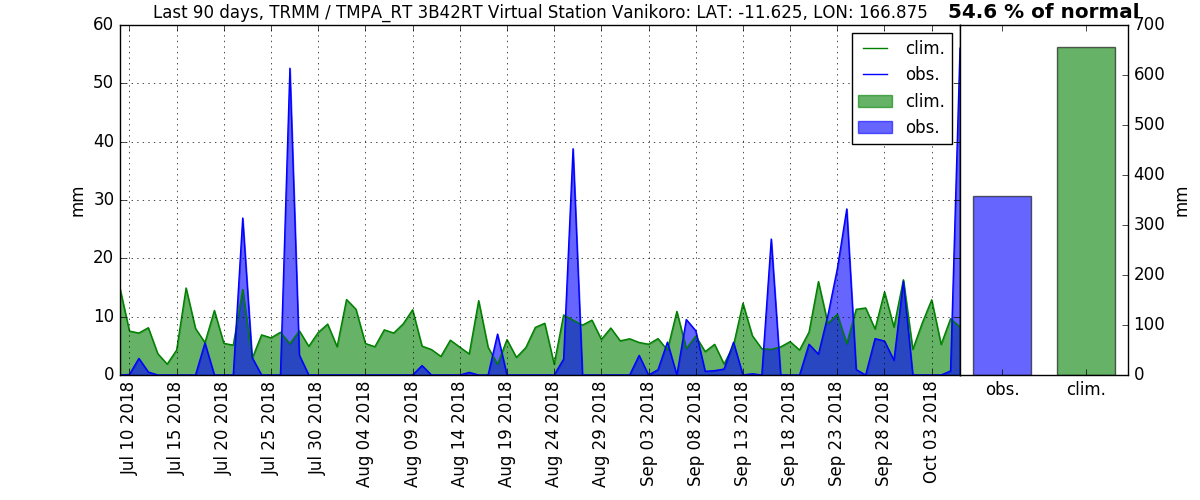 Last 90 days, TRMM / TMPA_RT 3B42RT Virtual Station Vanikoro: LAT: -11.625, LON: 166.875
54.6 % of normal
clim.
obs.
clim.
obs.
mm
60
50
40
30
20
10
0
Jul 10 2018
Jul 15 2018
Jul 20 2018
Jul 25 2018
Jul 30 2018
Aug 04 2018
Aug 09 2018
Aug 14 2018
Aug 19 2018
Aug 24 2018
Aug 29 2018
Sep 03 2018
Sep 08 2018
Sep 13 2018
Sep 18 2018
Sep 23 2018
Sep 28 2018
Oct 03 2018
obs.
clim.
700
600
500
400
300
200
100
0
mm